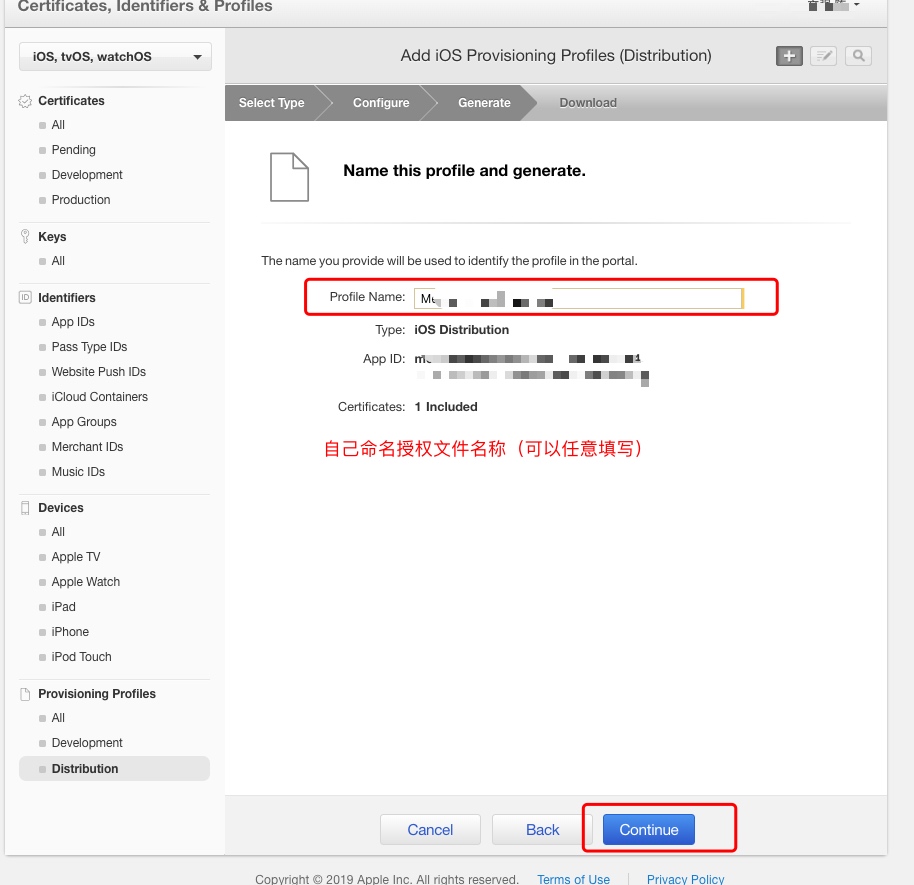 Certificates, Identifiers & Profiles
iOS, tvOS, watchOS
Add iOS Provisioning Profiles (Distribution)
Select Type
Configure
Generate
Download
Certificates
All
Pending
Development
Production
Keys
All
ID
Identifiers
App IDs
Pass Type IDs
Website Push IDs
iCloud Containers
App Groups
Merchant IDs
Music IDs
Devices
All
Apple TV
Apple Watch
iPad
iPhone
iPod Touch
Provisioning Profiles
All
Development
Distribution
Name this profile and generate.
The name you provide will be used to identify the profile in the portal.
Profile Name:
Type: iOS Distribution
App ID:
Certificates: 1 Included
自己命名授权文件名称（可以任意填写）
Cancel
Back
Continue
Copyright © 2019 Apple Inc. All rights reserved. Terms of Use Privacy Policy